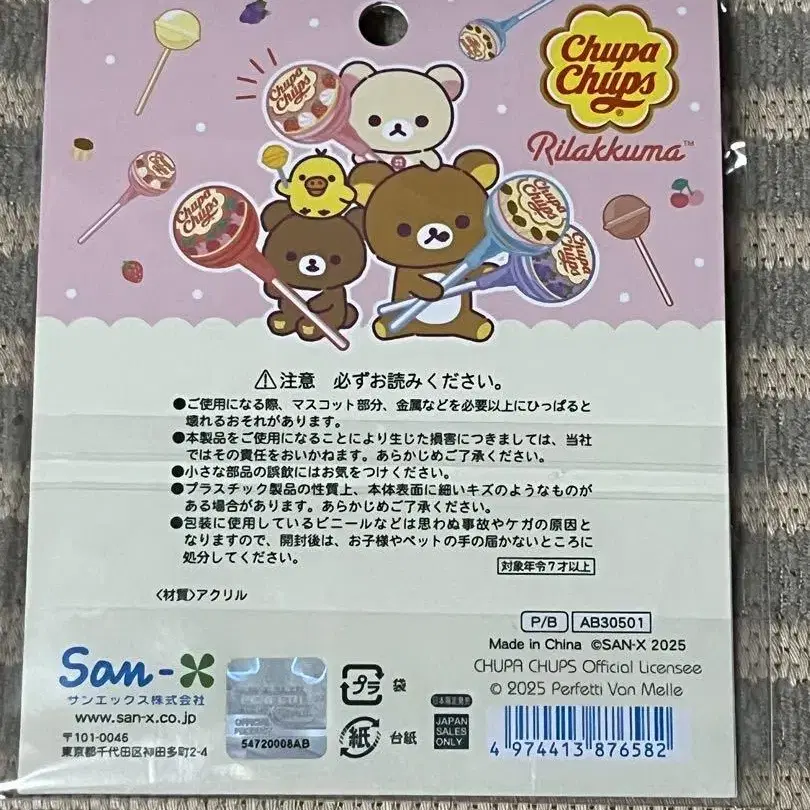 Chupa
Chups
Rilakkuma™
Chupa
Chups
Chupa
Chups
Chupa
Chups
Chupa
Chups
Chupa
Chups
Chupa
Chups
⚠注意 必ずお読みください。
●ご使用になる際、マスコット部分、金属などを必要以上にひっぱると
壊れるおそれがあります。
●本製品をご使用になることにより生じた損害につきましては、当社
ではその責任をおいかねます。あらかじめご了承ください。
●小さな部品の誤飲にはお気をつけください。
●プラスチック製品の性質上、本体表面に細いキズのようなものが
ある場合があります。あらかじめご了承ください。
●包装に使用しているビニールなどは思わぬ事故やケガの原因と
なりますので、開封後は、お子様やペットの手の届かないところに
処分してください。
対象年令7才以上
〈材質〉アクリル
P/B AB30501
Made in China ©SAN-X 2025
CHUPA CHUPS Official Licensee
© 2025 Perfetti Van Melle
San-X
サンエックス株式会社
www.san-x.co.jp
〒101-0046
東京都千代田区神田多町2-4
OFFICIAL
PRODUCT
54720008AB
プラ 袋
紙 台紙
日本限定発売
JAPAN
SALES
ONLY
4 974413 876582